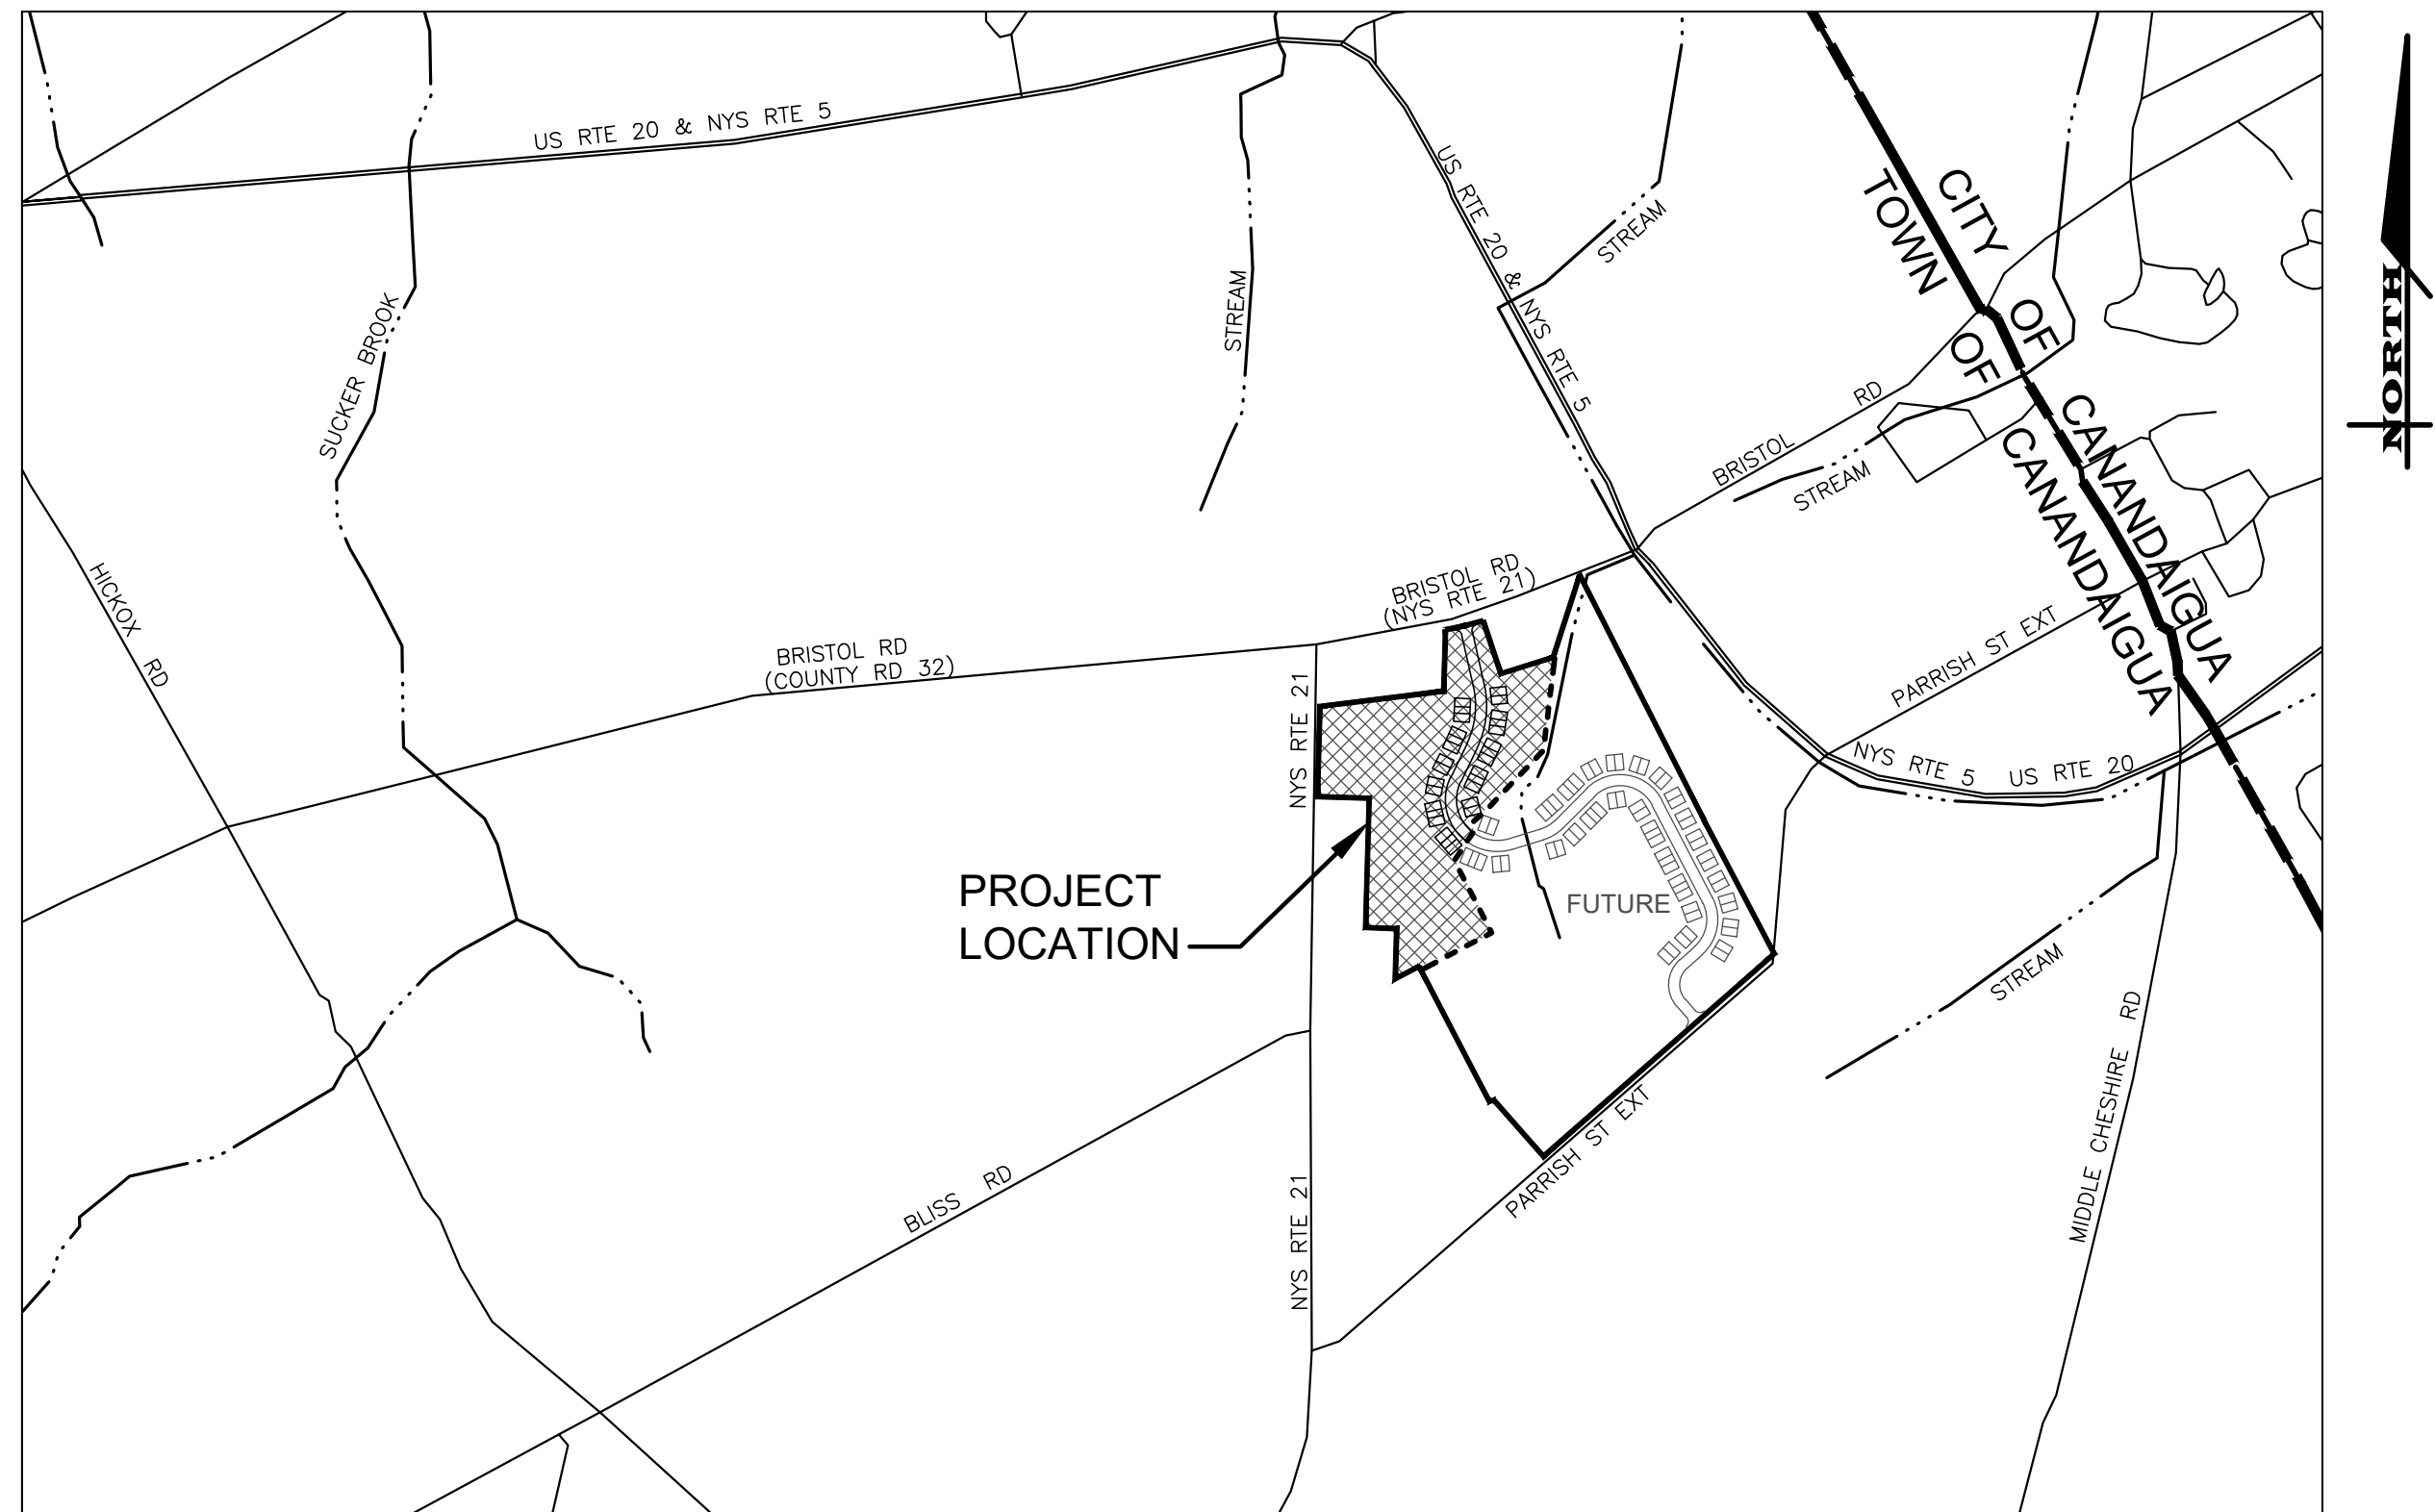 US RTE 20 & NYS RTE 5
US RTE 20 & NYS RTE 5
CITY OF CANANDAIGUA
TOWN OF CANANDAIGUA
NORTH
STREAM
STREAM
SUCKER BROOK
BRISTOL RD
STREAM
HICKOX RD
BRISTOL RD
(NYS RTE 21)
BRISTOL RD
(COUNTY RD 32)
NYS RTE 21
PARRISH ST EXT
NYS RTE 5 US RTE 20
PROJECT
LOCATION
FUTURE
STREAM
MIDDLE CHESHIRE RD
PARRISH ST EXT
BLISS RD
NYS RTE 21